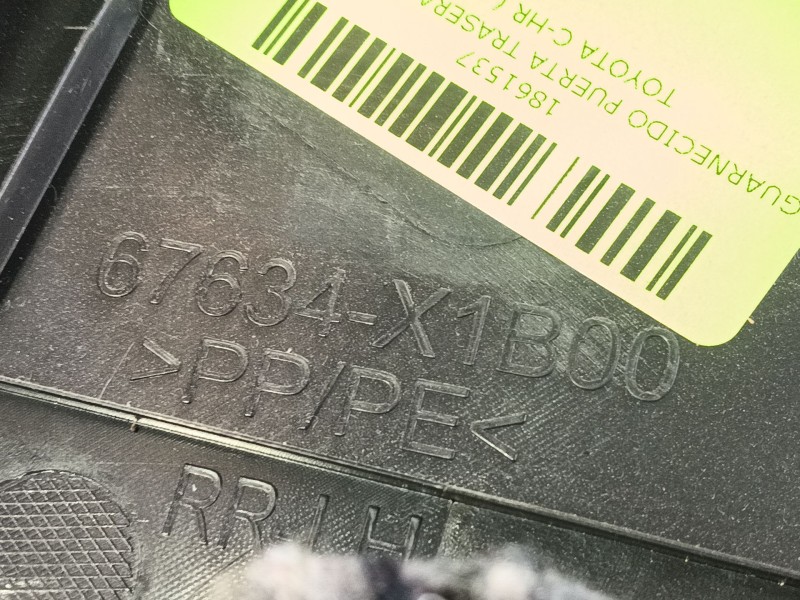 1861537
GUARNECIDO PUERTA TRASERA
TOYOTA C-HR (
67634-X1B00
>PP/PE<
RR-LH